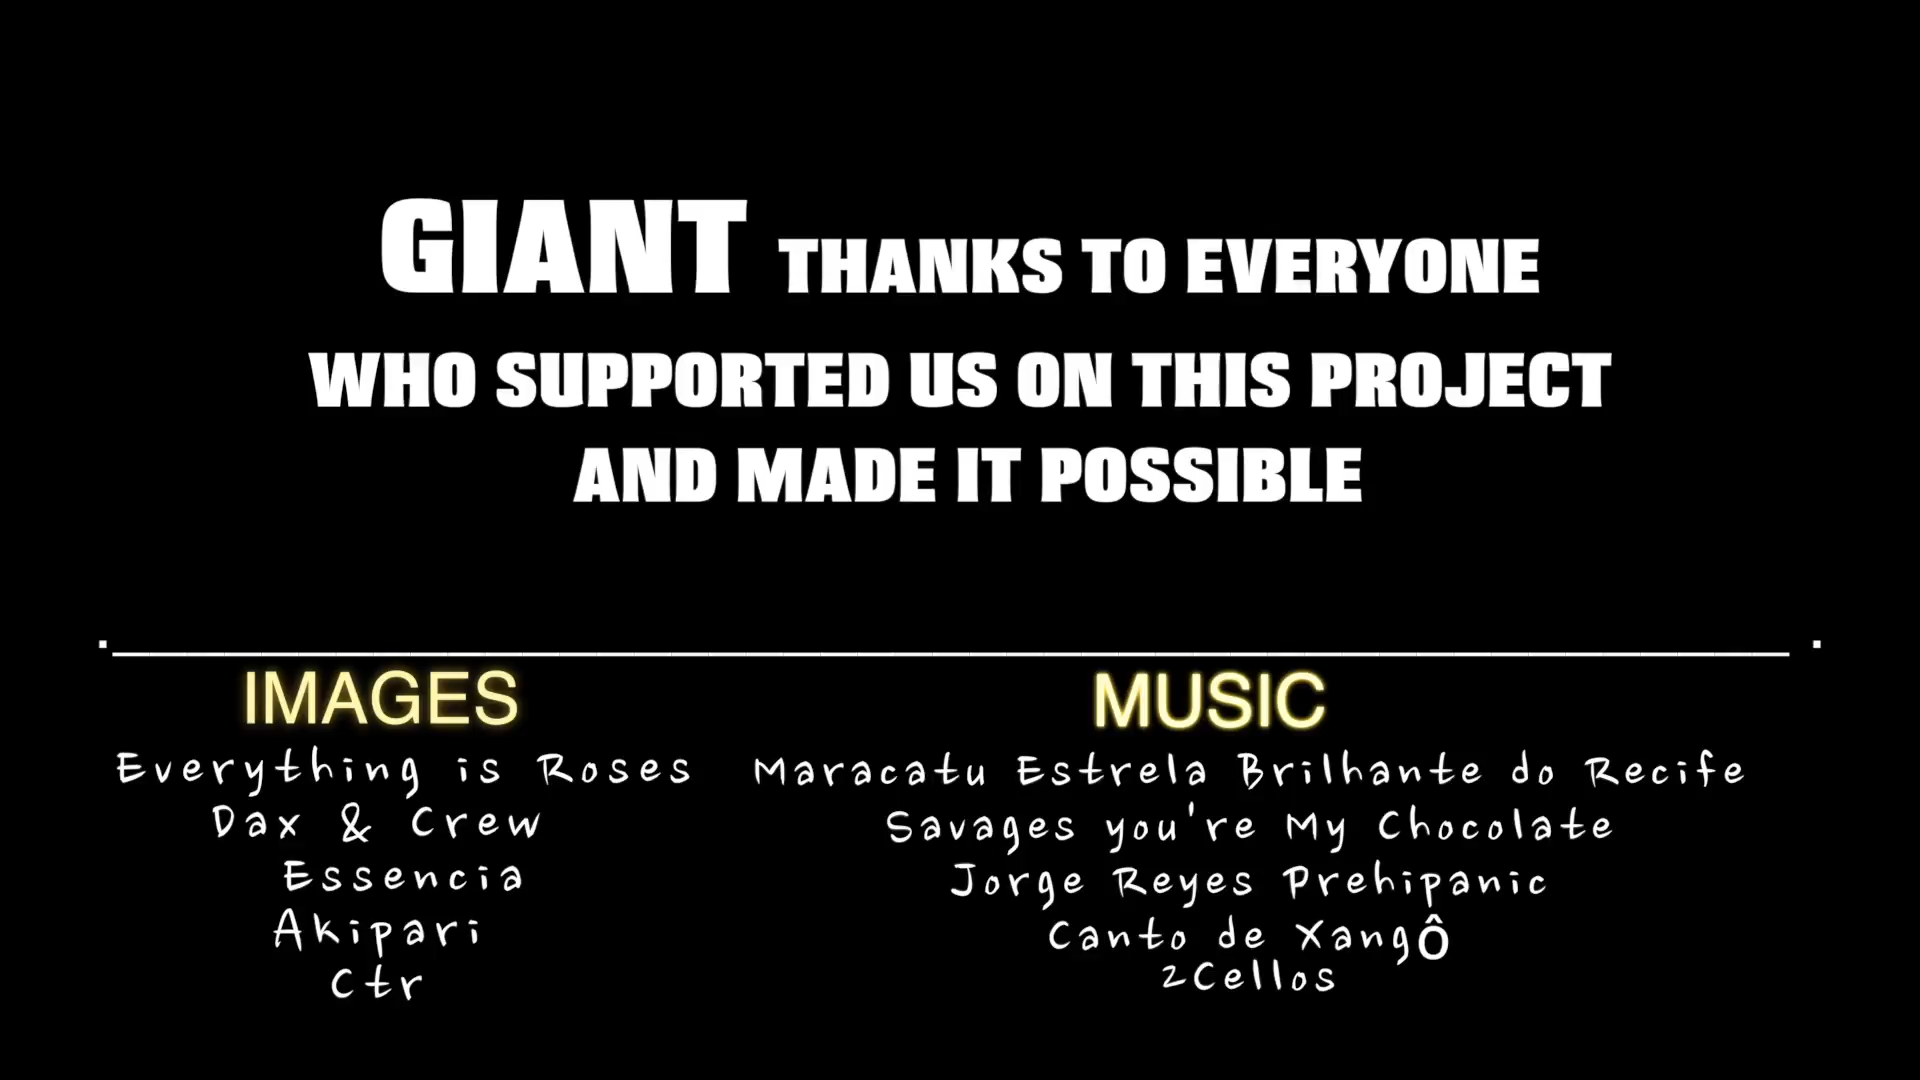 GIANT THANKS TO EVERYONE
WHO SUPPORTED US ON THIS PROJECT
AND MADE IT POSSIBLE
IMAGES
Everything is Roses
Dax & Crew
Essencia
Akipari
Ctr
MUSIC
Maracatu Estrela Brilhante do Recife
Savages you're My Chocolate
Jorge Reyes Prehipanic
Canto de Xangô
2Cellos